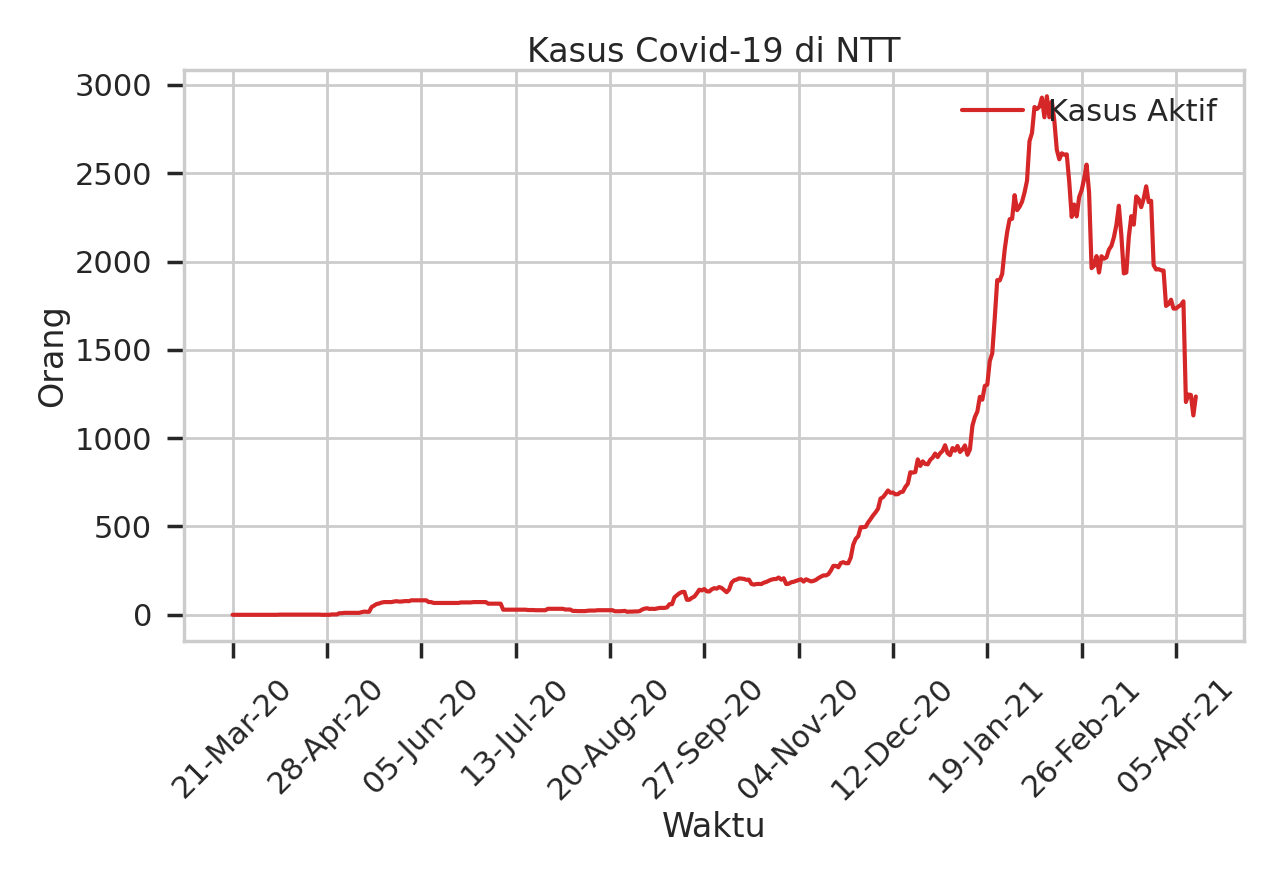 Kasus Covid-19 di NTT
3000
2500
2000
1500
1000
500
0
Orang
Kasus Aktif
21-Mar-20
28-Apr-20
05-Jun-20
13-Jul-20
20-Aug-20
27-Sep-20
04-Nov-20
12-Dec-20
19-Jan-21
26-Feb-21
05-Apr-21
Waktu